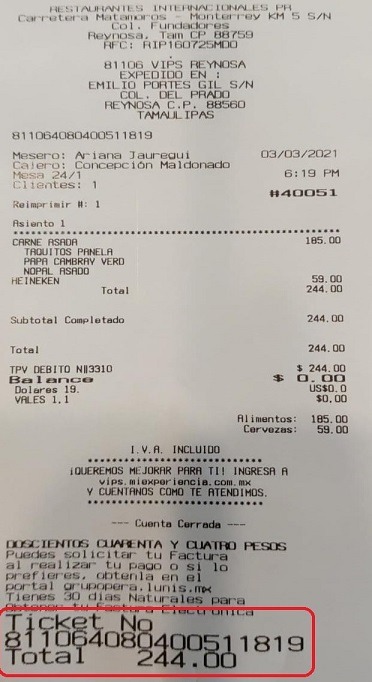 RESTAURANTES INTERNACIONALES PR
Carretera Matamoros - Monterrey KM 5 S/N
Col. Fundadores
Reynosa, Tam CP 88759
RFC: RIP160725MD0
81106 VIPS REYNOSA
EXPEDIDO EN :
EMILIO PORTES GIL S/N
COL. DEL PRADO
REYNOSA C.P. 88560
TAMAULIPAS
811064080400511819
Mesero: Ariana Jauregui 03/03/2021
Cajero: Concepción Maldonado
Mesa 24/1 6:19 PM
Clientes: 1
#40051
Reimprimir #: 1
Asiento 1
CARNE ASADA 185.00
TAQUITOS PANELA
PAPA CAMBRAY VERD
NOPAL ASADO
HEINEKEN 59.00
Total 244.00
Subtotal Completado 244.00
Total 244.00
TPV DEBITO N||3310 $ 244.00
Balance $ 0.00
Dolares 19. US$0.0
VALES 1.1 $0.00
Alimentos: 185.00
Cervezas: 59.00
I.V.A. INCLUIDO
¡QUEREMOS MEJORAR PARA TI! INGRESA A
vips.miexperiencia.com.mx
Y CUENTANOS COMO TE ATENDIMOS.
--- Cuenta Cerrada ---
DOSCIENTOS CUARENTA Y CUATRO PESOS
Puedes solicitar tu Factura
al realizar tu pago o si lo
prefieres, obtenla en el
portal grupopera.lunis.mx
Tienes 30 días Naturales para
Obtener tu Factura Electronica
Ticket No
811064080400511819
Total 244.00